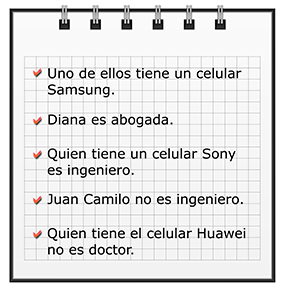 Uno de ellos tiene un celular
Samsung.
Diana es abogada.
Quien tiene un celular Sony
es ingeniero.
Juan Camilo no es ingeniero.
Quien tiene el celular Huawei
no es doctor.